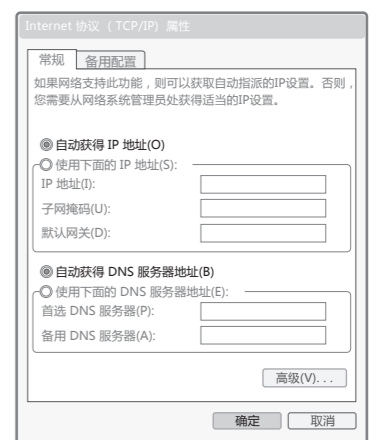 Internet 协议 （ TCP/IP) 属性
常规 备用配置
如果网络支持此功能，则可以获取自动指派的IP设置。否则，
您需要从网络系统管理员处获得适当的IP设置。
自动获得 IP 地址(O)
使用下面的 IP 地址(S):
IP 地址(I):
子网掩码(U):
默认网关(D):
自动获得 DNS 服务器地址(B)
使用下面的 DNS 服务器地址(E):
首选 DNS 服务器(P):
备用 DNS 服务器(A):
高级(V)...
确定 取消